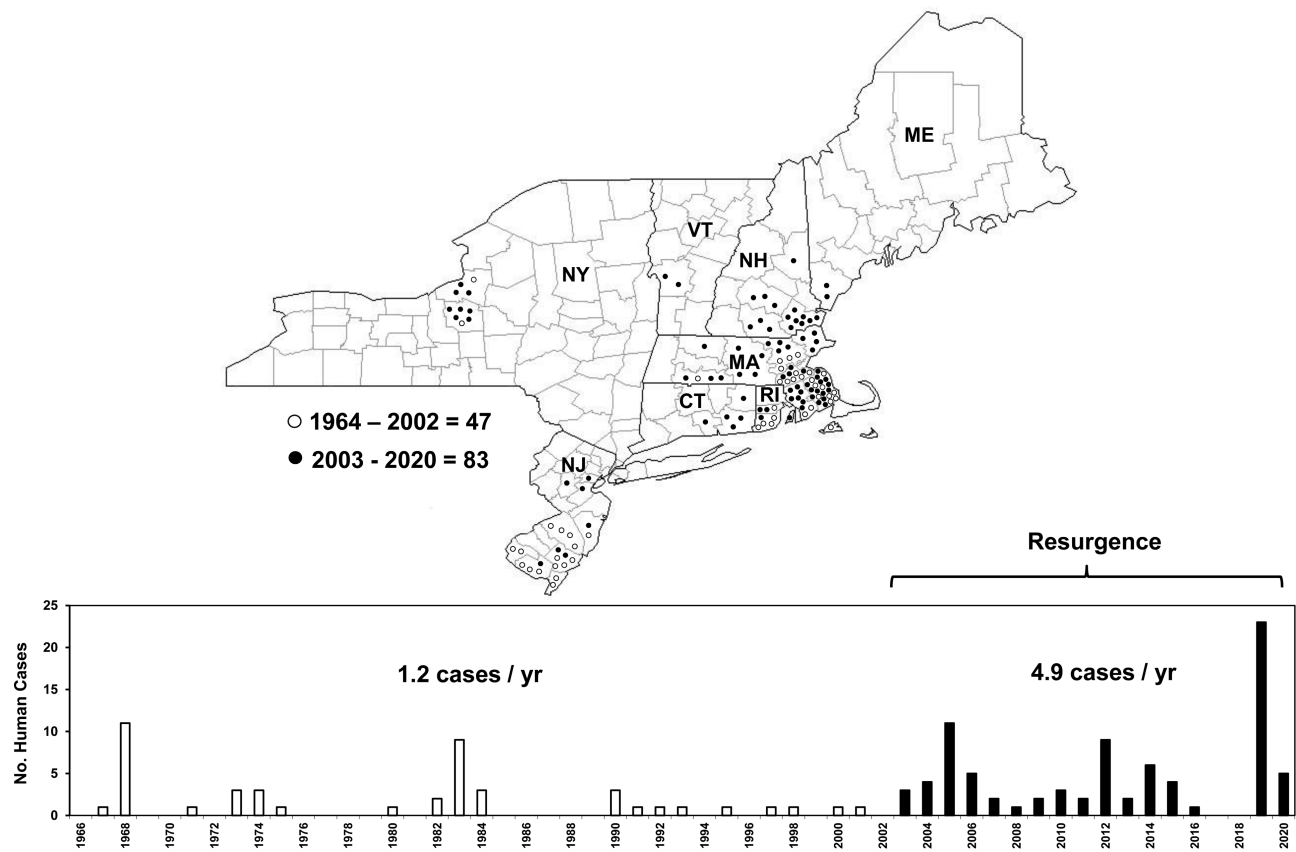 ME
VT
NH
NY
MA
CT
RI
1964 – 2002 = 47
2003 - 2020 = 83
NJ
Resurgence
No. Human Cases
25
20
15
10
5
0
1.2 cases / yr
4.9 cases / yr
1966
1968
1970
1972
1974
1976
1978
1980
1982
1984
1986
1988
1990
1992
1994
1996
1998
2000
2002
2004
2006
2008
2010
2012
2014
2016
2018
2020